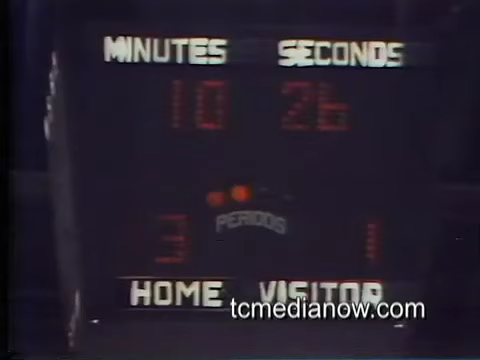 MINUTES SECONDS
10 26
PERIODS
3 1
HOME VISITOR
tcmedianow.com